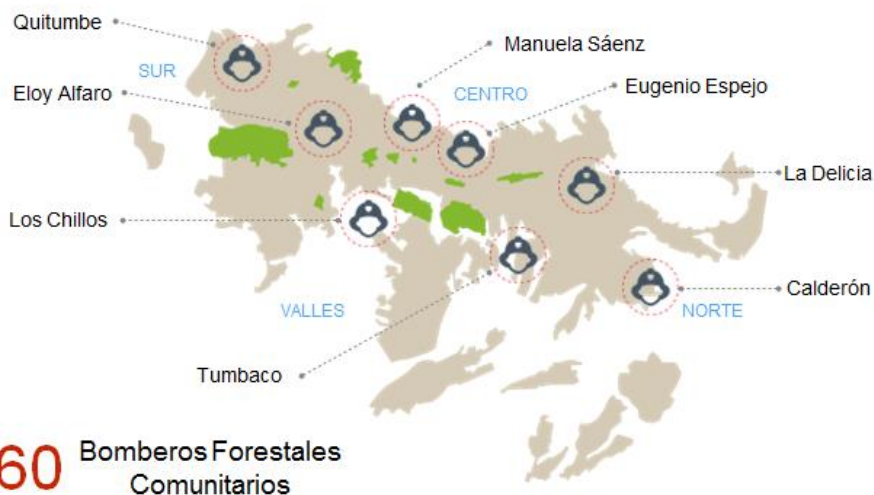 Quitumbe
Manuela Sáenz
SUR
Eloy Alfaro
CENTRO
Eugenio Espejo
La Delicia
Los Chillos
Calderón
VALLES
NORTE
Tumbaco
60 Bomberos Forestales
Comunitarios